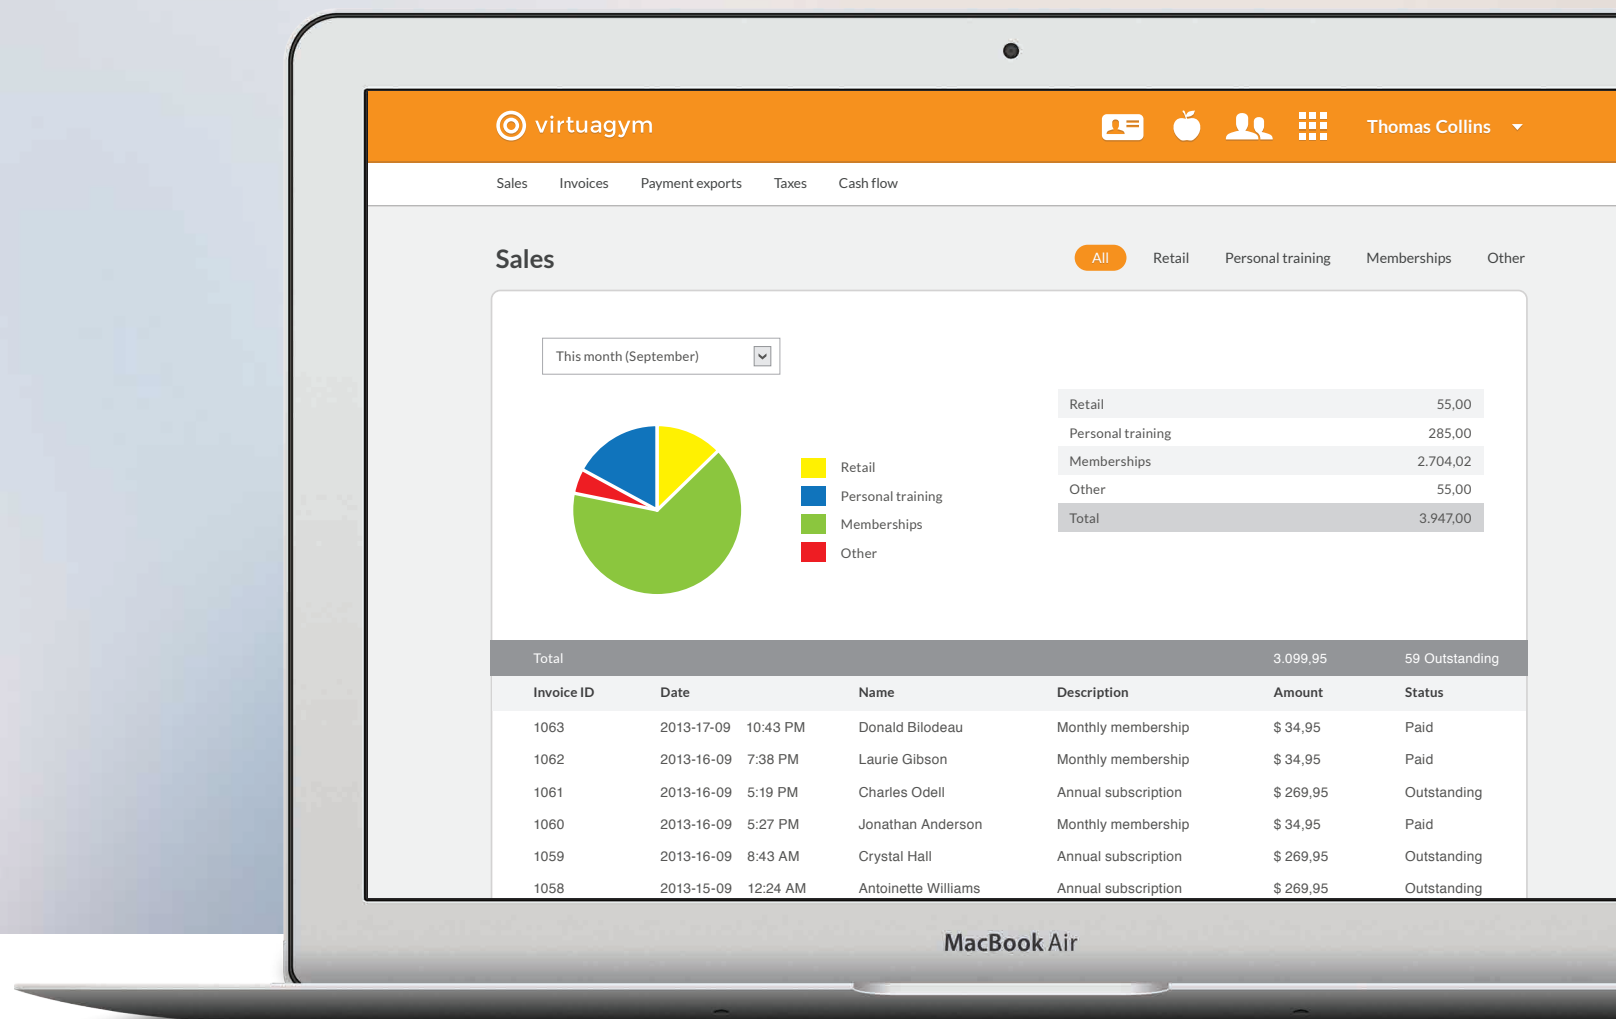 virtuagym
Thomas Collins
Sales Invoices Payment exports Taxes Cash flow
Sales
All Retail Personal training Memberships Other
This month (September)
Retail
Personal training
Memberships
Other
Retail 55,00
Personal training 285,00
Memberships 2.704,02
Other 55,00
Total 3.947,00
Total 3.099,95 59 Outstanding
Invoice ID Date Name Description Amount Status
1063 2013-17-09 10:43 PM Donald Bilodeau Monthly membership $ 34,95 Paid
1062 2013-16-09 7:38 PM Laurie Gibson Monthly membership $ 34,95 Paid
1061 2013-16-09 5:19 PM Charles Odell Annual subscription $ 269,95 Outstanding
1060 2013-16-09 5:27 PM Jonathan Anderson Monthly membership $ 34,95 Paid
1059 2013-16-09 8:43 AM Crystal Hall Annual subscription $ 269,95 Outstanding
1058 2013-15-09 12:24 AM Antoinette Williams Annual subscription $ 269,95 Outstanding
MacBook Air